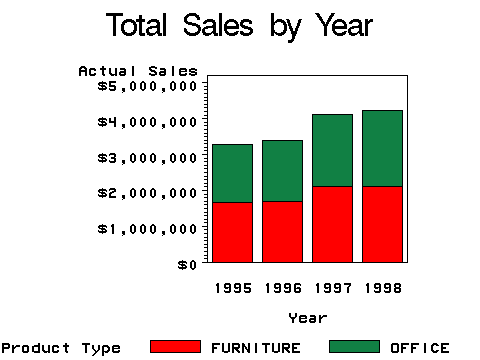 Total Sales by Year
Actual Sales
$5,000,000
$4,000,000
$3,000,000
$2,000,000
$1,000,000
$0
1995 1996 1997 1998
Year
Product Type FURNITURE OFFICE